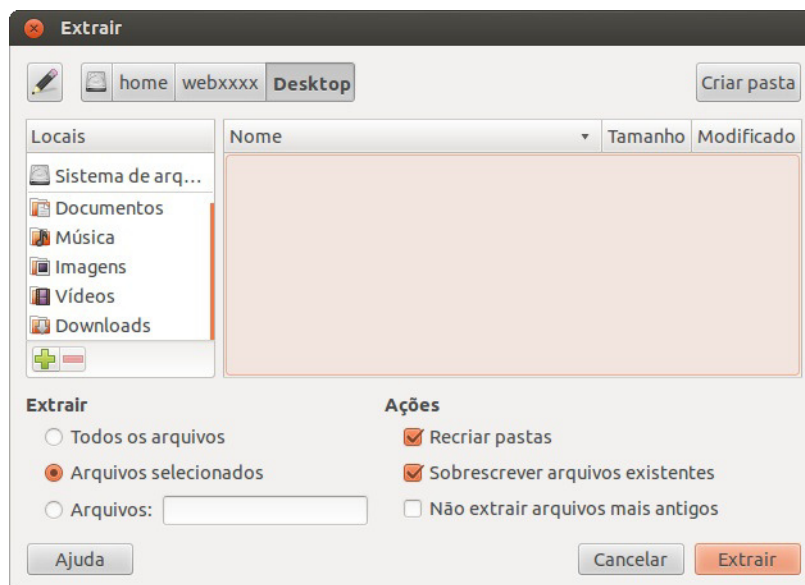 Extrair
home webxxxx Desktop Criar pasta
Locais Nome Tamanho Modificado
Sistema de arq...
Documentos
Música
Imagens
Vídeos
Downloads
Extrair Ações
Todos os arquivos Recriar pastas
Arquivos selecionados Sobrescrever arquivos existentes
Arquivos: Não extrair arquivos mais antigos
Ajuda Cancelar Extrair